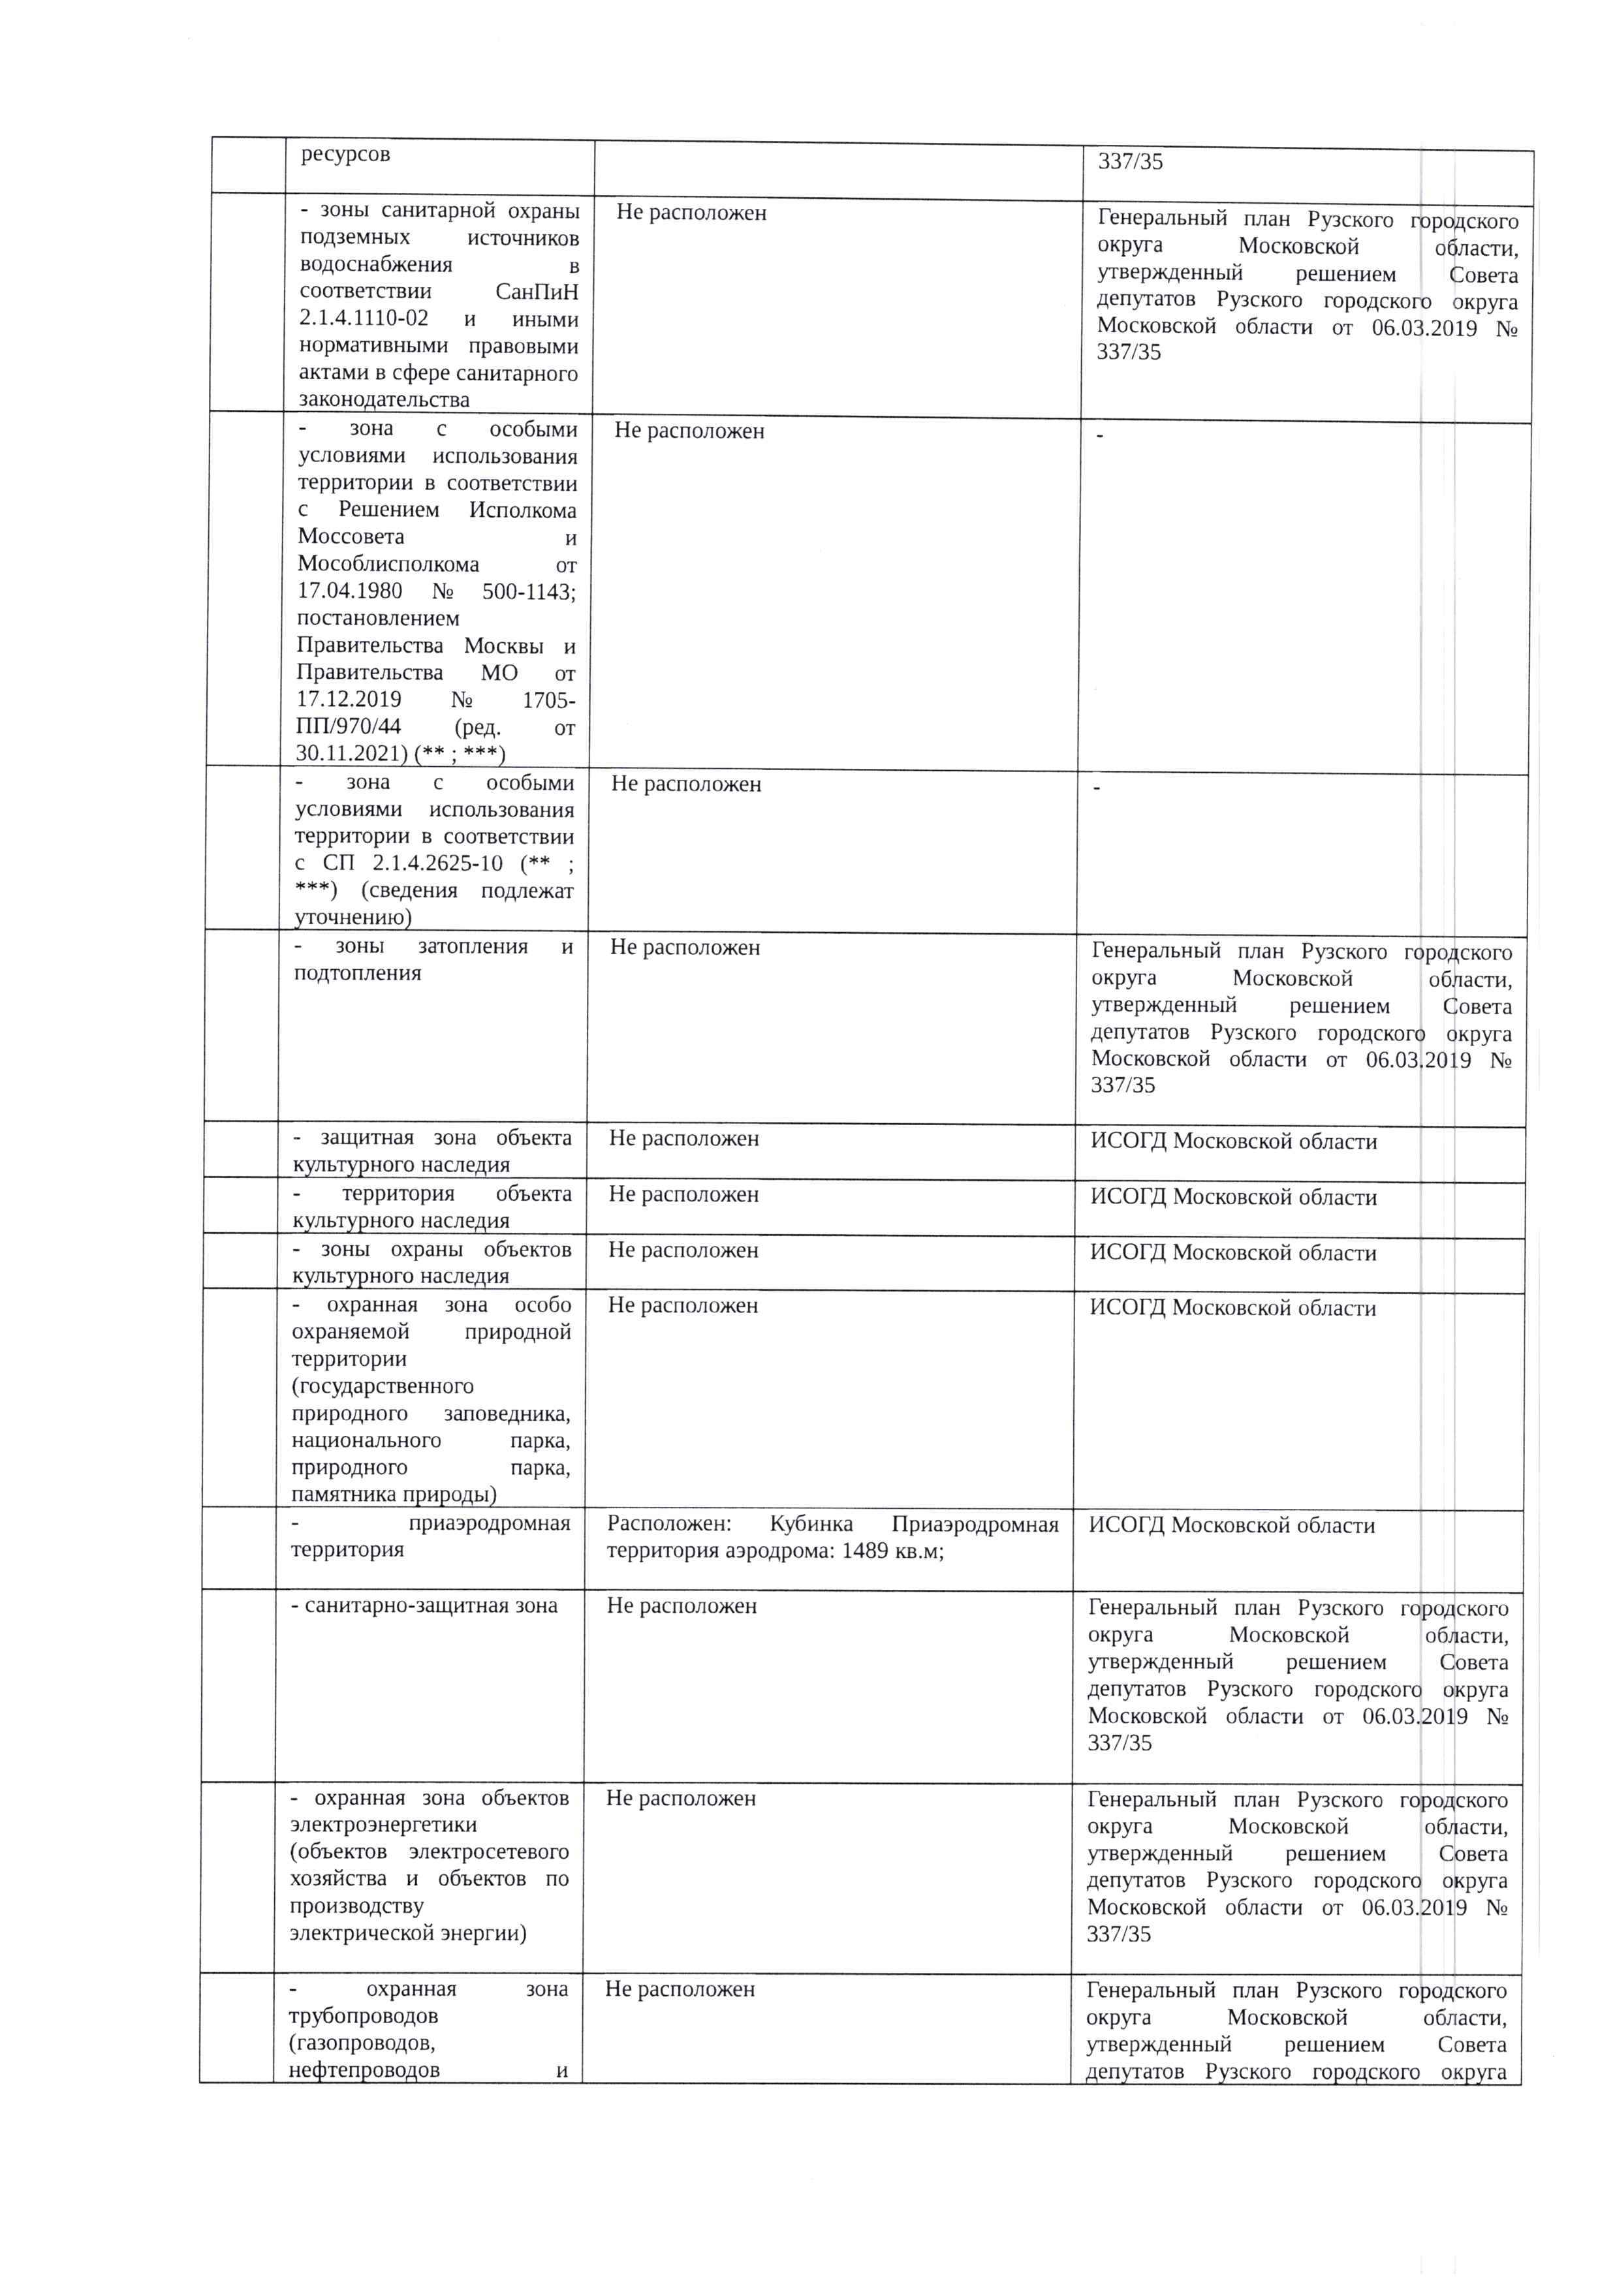 ресурсов
337/35
- зоны санитарной охраны
подземных источников
водоснабжения в
соответствии СанПиН
2.1.4.1110-02 и иными
нормативными правовыми
актами в сфере санитарного
законодательства
Не расположен
Генеральный план Рузского городского
округа Московской области,
утвержденный решением Совета
депутатов Рузского городского округа
Московской области от 06.03.2019 №
337/35
- зона с особыми
условиями использования
территории в соответствии
с Решением Исполкома
Моссовета и
Мособлисполкома от
17.04.1980 № 500-1143;
постановлением
Правительства Москвы и
Правительства МО от
17.12.2019 № 1705-
ПП/970/44 (ред. от
30.11.2021) (** ; ***)
Не расположен
-
- зона с особыми
условиями использования
территории в соответствии
с СП 2.1.4.2625-10 (** ;
***) (сведения подлежат
уточнению)
Не расположен
-
- зоны затопления и
подтопления
Не расположен
Генеральный план Рузского городского
округа Московской области,
утвержденный решением Совета
депутатов Рузского городского округа
Московской области от 06.03.2019 №
337/35
- защитная зона объекта
культурного наследия
Не расположен
ИСОГД Московской области
- территория объекта
культурного наследия
Не расположен
ИСОГД Московской области
- зоны охраны объектов
культурного наследия
Не расположен
ИСОГД Московской области
- охранная зона особо
охраняемой природной
территории
(государственного
природного заповедника,
национального парка,
природного парка,
памятника природы)
Не расположен
ИСОГД Московской области
- приаэродромная
территория
Расположен: Кубинка Приаэродромная
территория аэродрома: 1489 кв.м;
ИСОГД Московской области
- санитарно-защитная зона
Не расположен
Генеральный план Рузского городского
округа Московской области,
утвержденный решением Совета
депутатов Рузского городского округа
Московской области от 06.03.2019 №
337/35
- охранная зона объектов
электроэнергетики
(объектов электросетевого
хозяйства и объектов по
производству
электрической энергии)
Не расположен
Генеральный план Рузского городского
округа Московской области,
утвержденный решением Совета
депутатов Рузского городского округа
Московской области от 06.03.2019 №
337/35
- охранная зона
трубопроводов
(газопроводов,
нефтепроводов и
Не расположен
Генеральный план Рузского городского
округа Московской области,
утвержденный решением Совета
депутатов Рузского городского округа